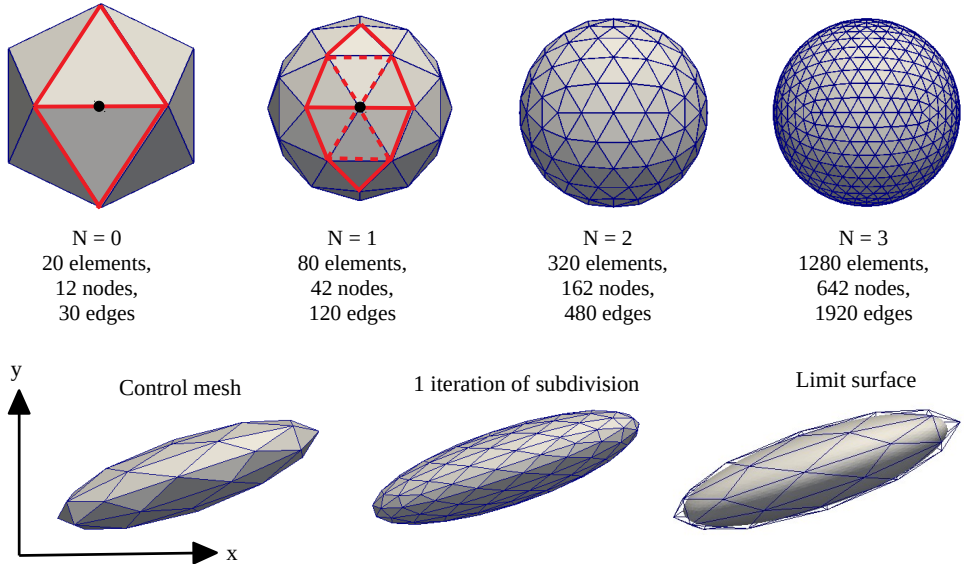 N = 0
20 elements,
12 nodes,
30 edges
N = 1
80 elements,
42 nodes,
120 edges
N = 2
320 elements,
162 nodes,
480 edges
N = 3
1280 elements,
642 nodes,
1920 edges
y
Control mesh
1 iteration of subdivision
Limit surface
x